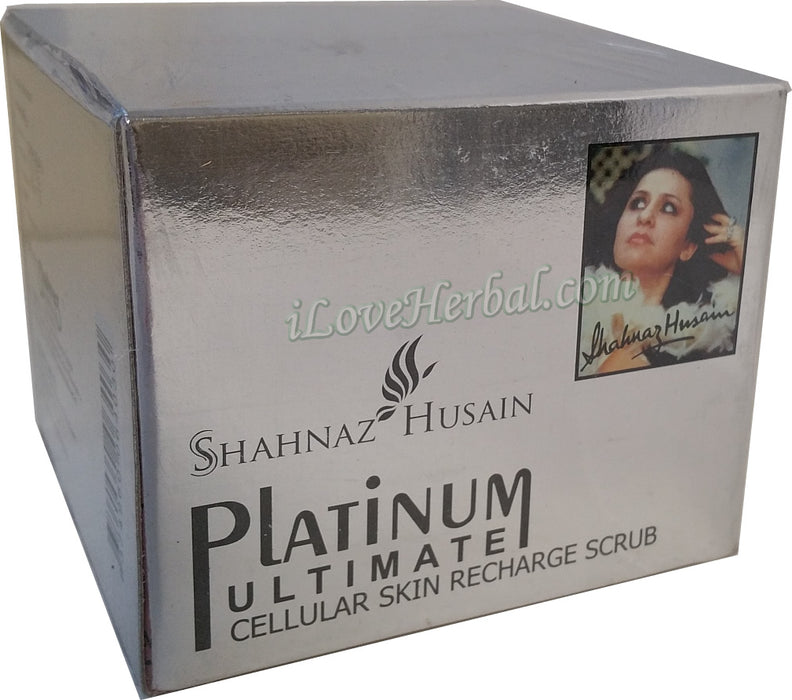 iLoveHerbal.com
Shahnaz Husain
SHAHNAZ HUSAIN
PLATINUM
ULTIMATE
CELLULAR SKIN RECHARGE SCRUB